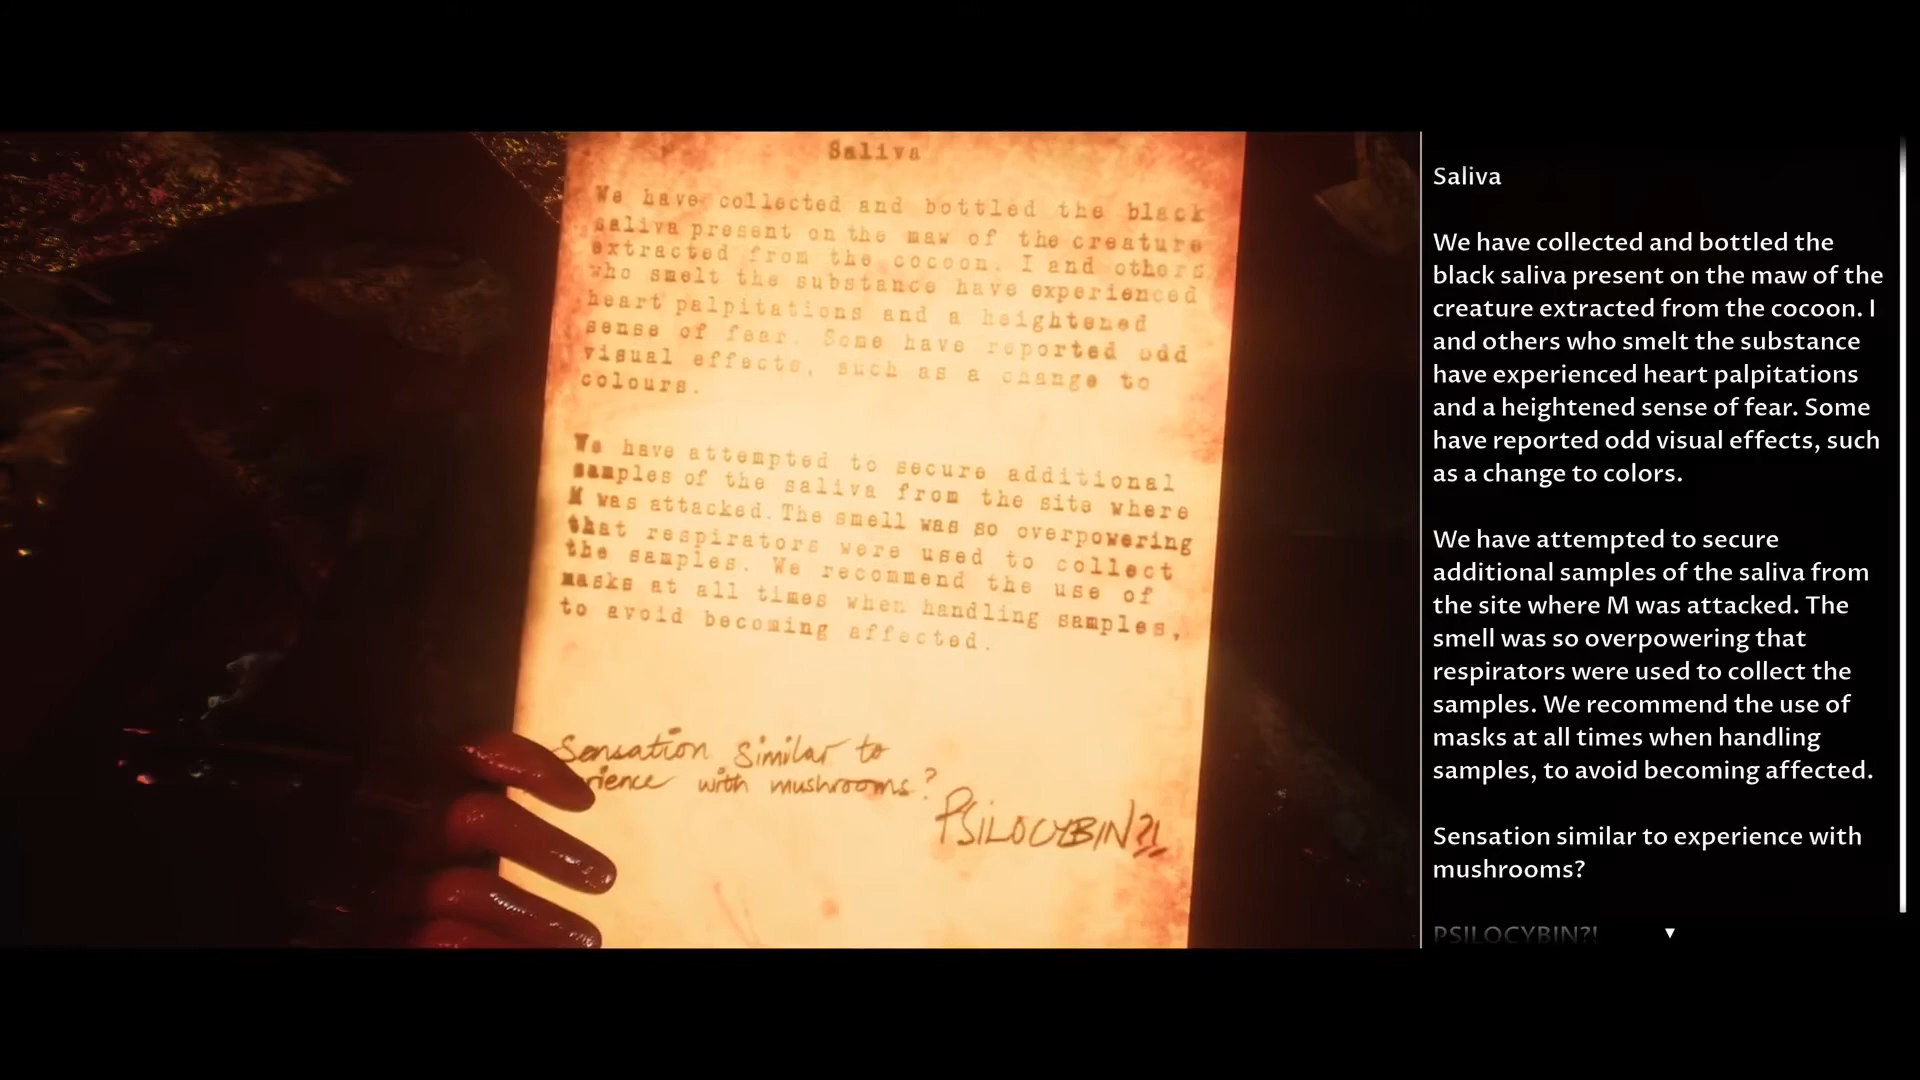 Saliva
We have collected and bottled the black
saliva present on the maw of the creature
extracted from the cocoon. I and others
who smelt the substance have experienced
heart palpitations and a heightened
sense of fear. Some have reported odd
visual effects, such as a change to
colours.
We have attempted to secure additional
samples of the saliva from the site where
M was attacked. The smell was so overpowering
that respirators were used to collect
the samples. We recommend the use of
masks at all times when handling samples,
to avoid becoming affected.
Sensation similar to
rience with mushrooms?
PSILOCYBIN?!
Saliva
We have collected and bottled the
black saliva present on the maw of the
creature extracted from the cocoon. I
and others who smelt the substance
have experienced heart palpitations
and a heightened sense of fear. Some
have reported odd visual effects, such
as a change to colors.
We have attempted to secure
additional samples of the saliva from
the site where M was attacked. The
smell was so overpowering that
respirators were used to collect the
samples. We recommend the use of
masks at all times when handling
samples, to avoid becoming affected.
Sensation similar to experience with
mushrooms?
PSILOCYBIN?!